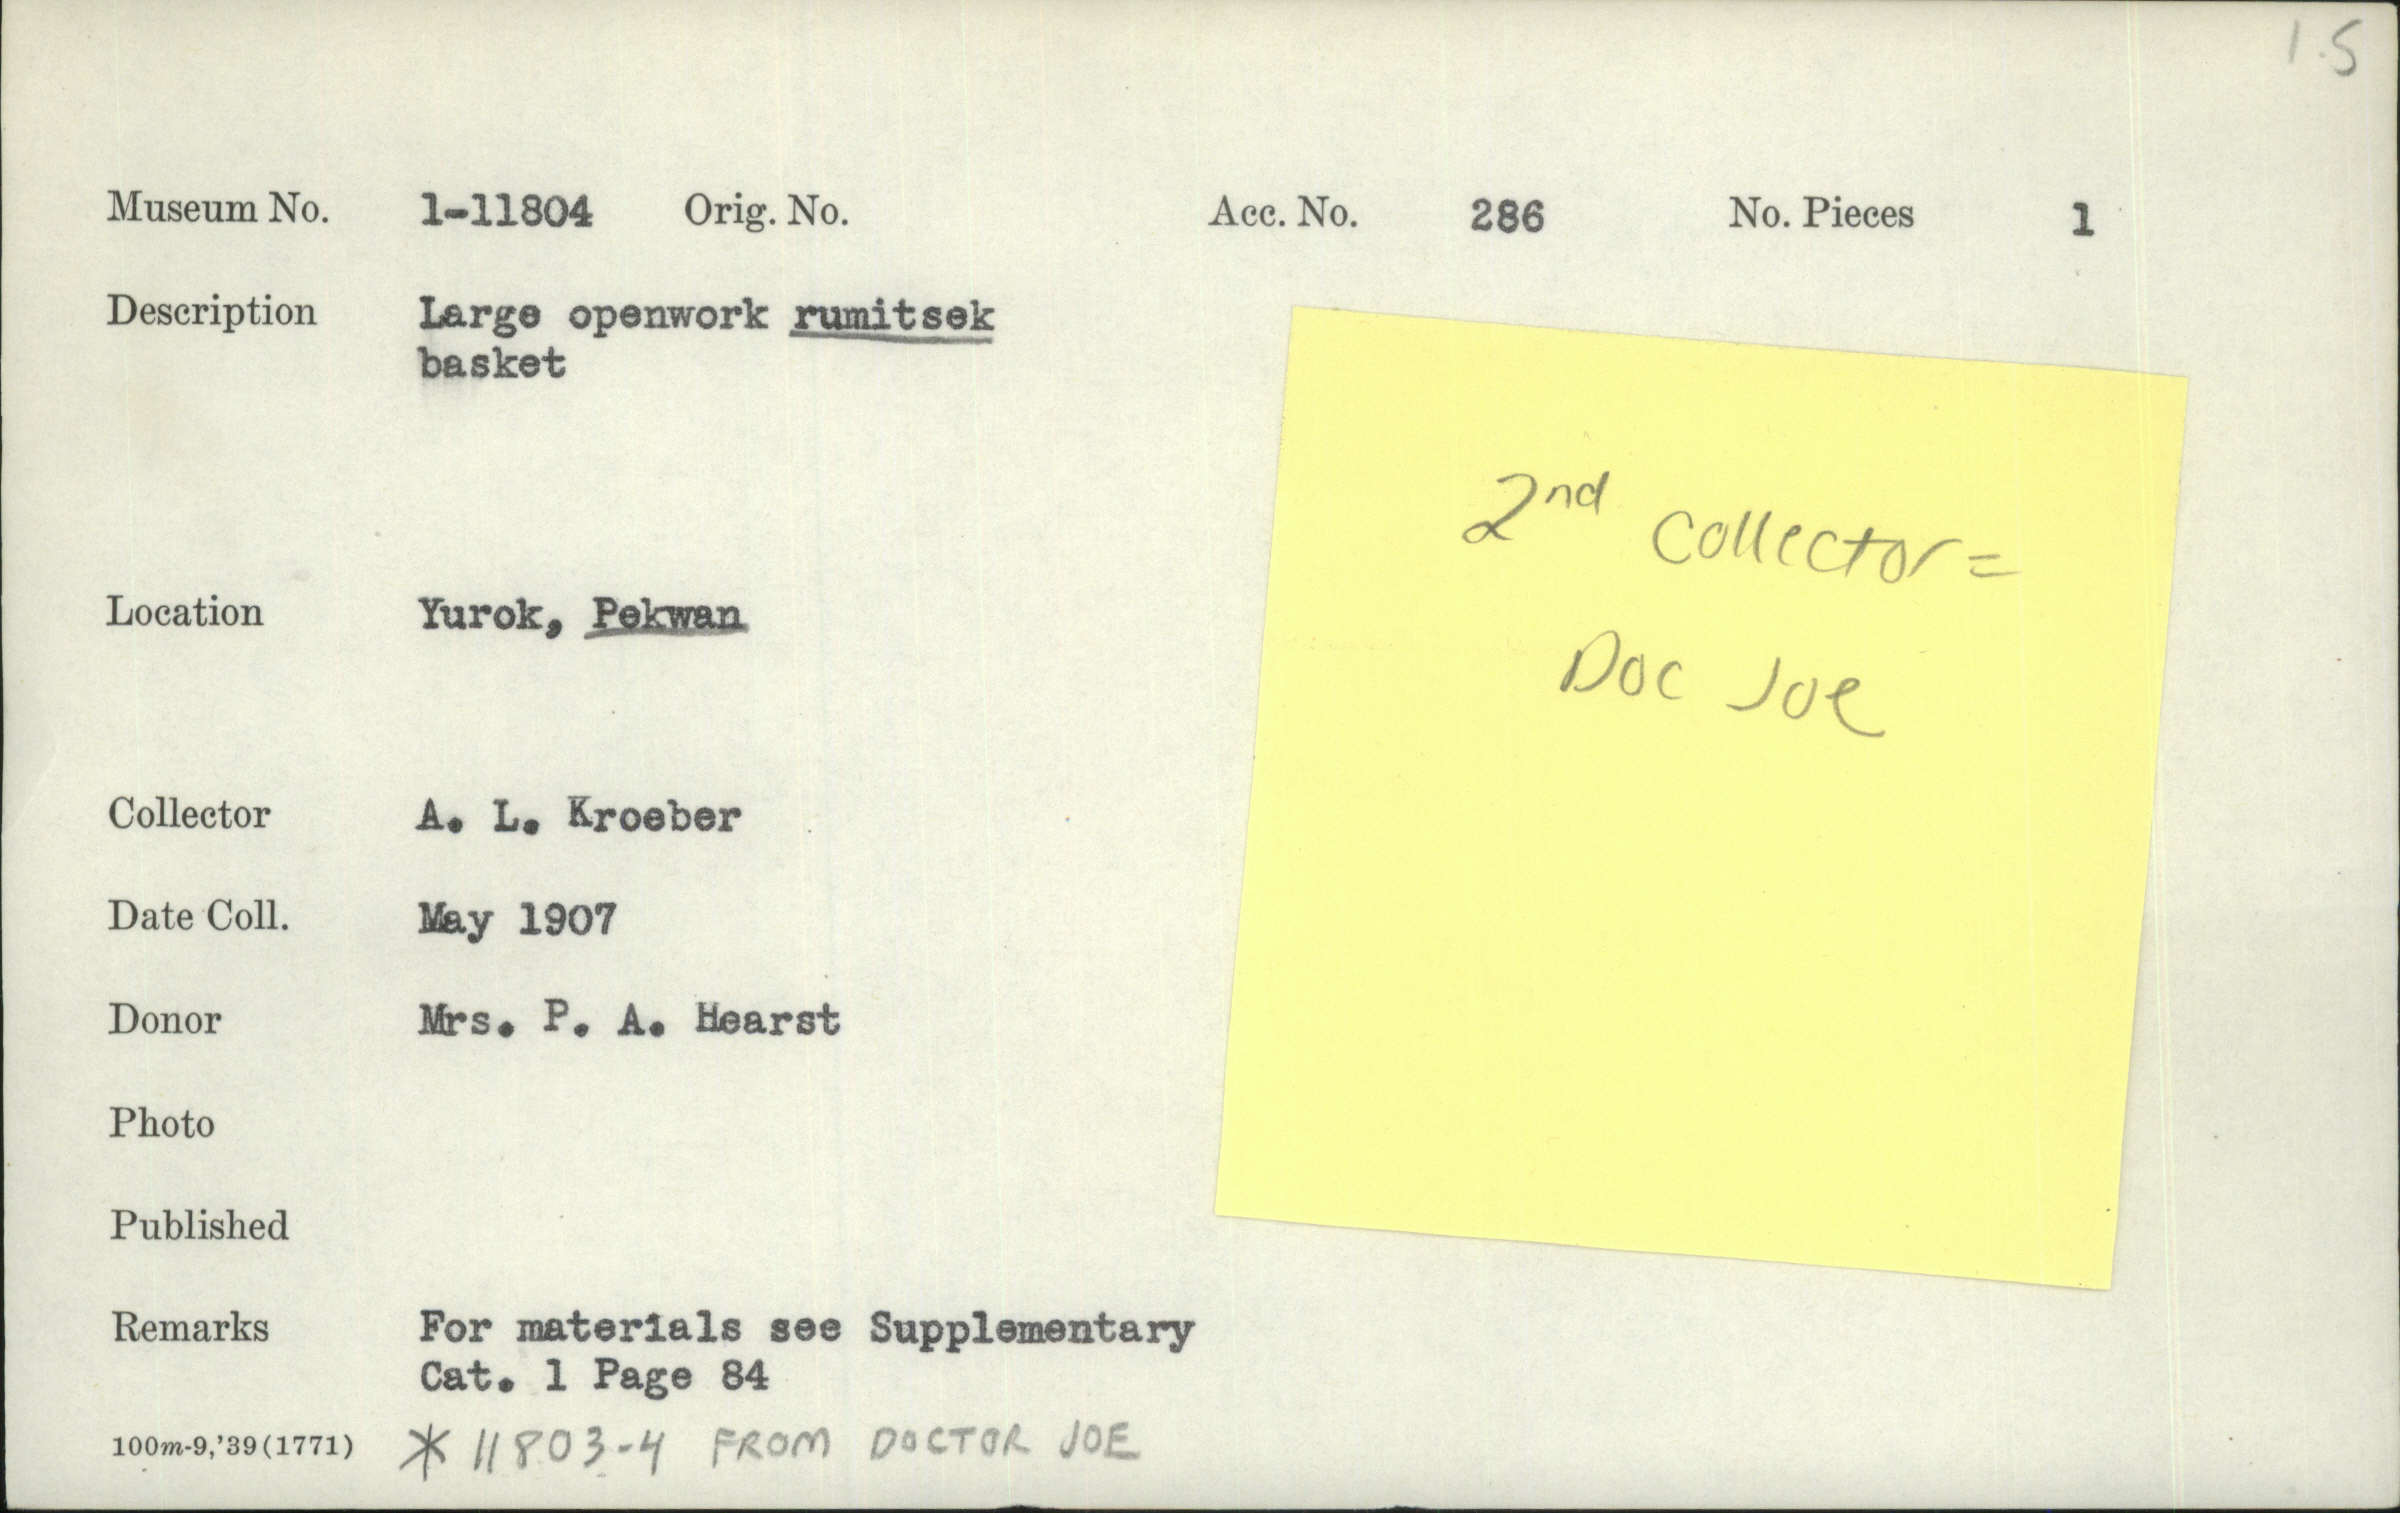 1.5
Museum No. 1-11804 Orig. No. Acc. No. 286 No. Pieces 1
Description Large openwork rumitsek
basket
2nd collector=
Doc Joe
Location Yurok, Pekwan
Collector A. L. Kroeber
Date Coll. May 1907
Donor Mrs. P. A. Hearst
Photo
Published
Remarks For materials see Supplementary
Cat. 1 Page 84
100m-9,'39(1771) * 11803-4 FROM DOCTOR JOE